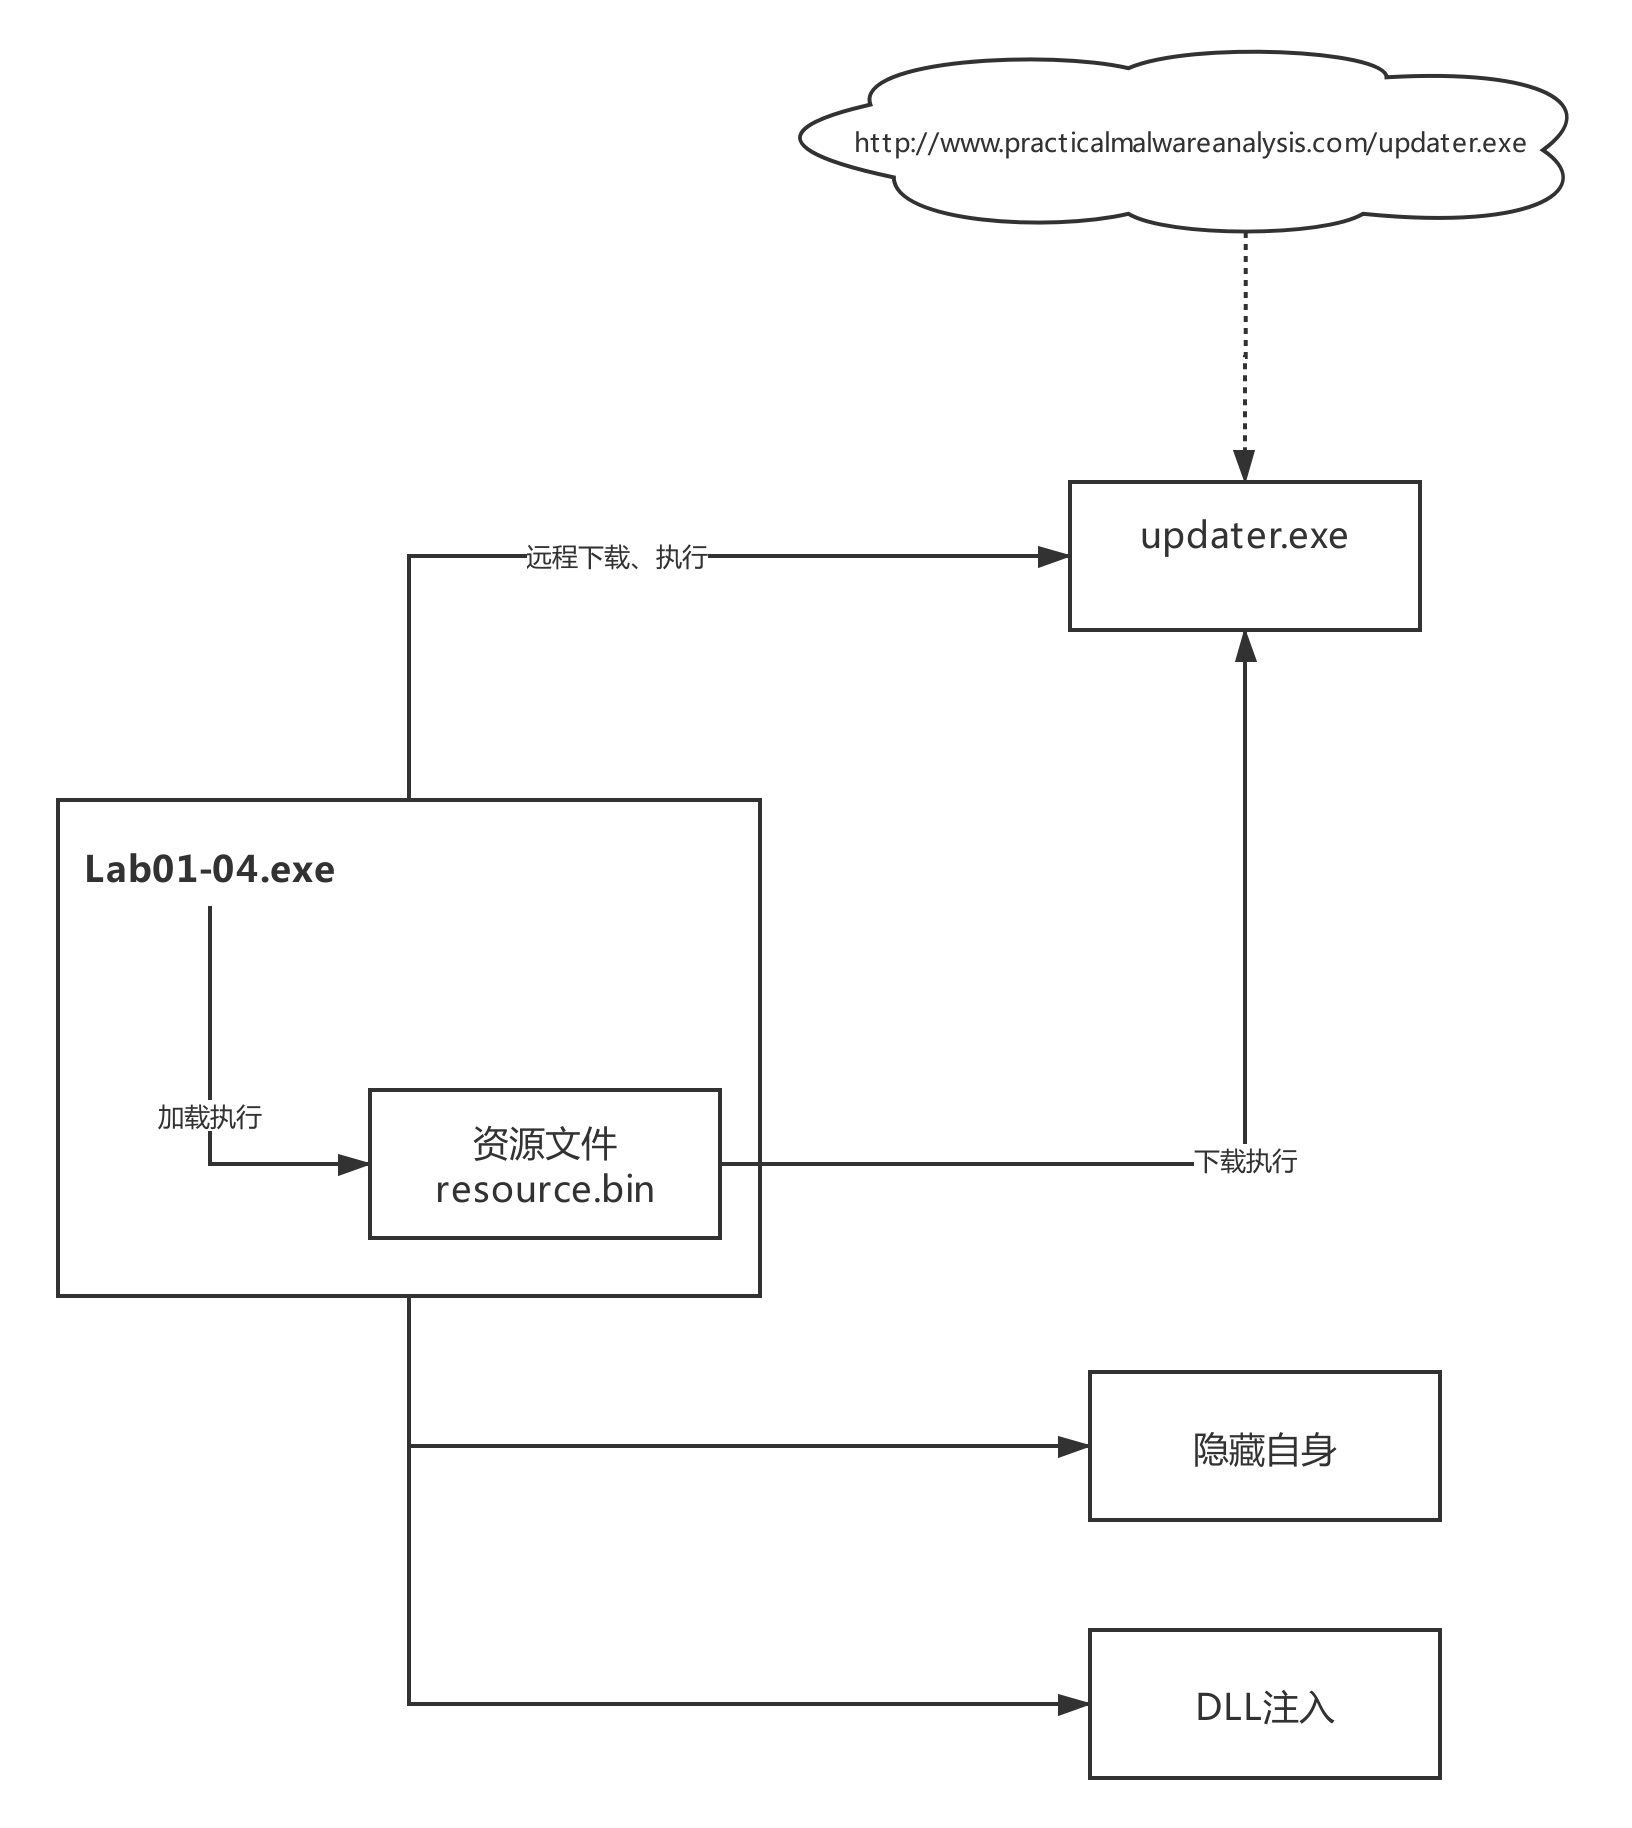 http://www.practicalmalwareanalysis.com/updater.exe
updater.exe
远程下载、执行
Lab01-04.exe
加载执行
资源文件
resource.bin
下载执行
隐藏自身
DLL注入